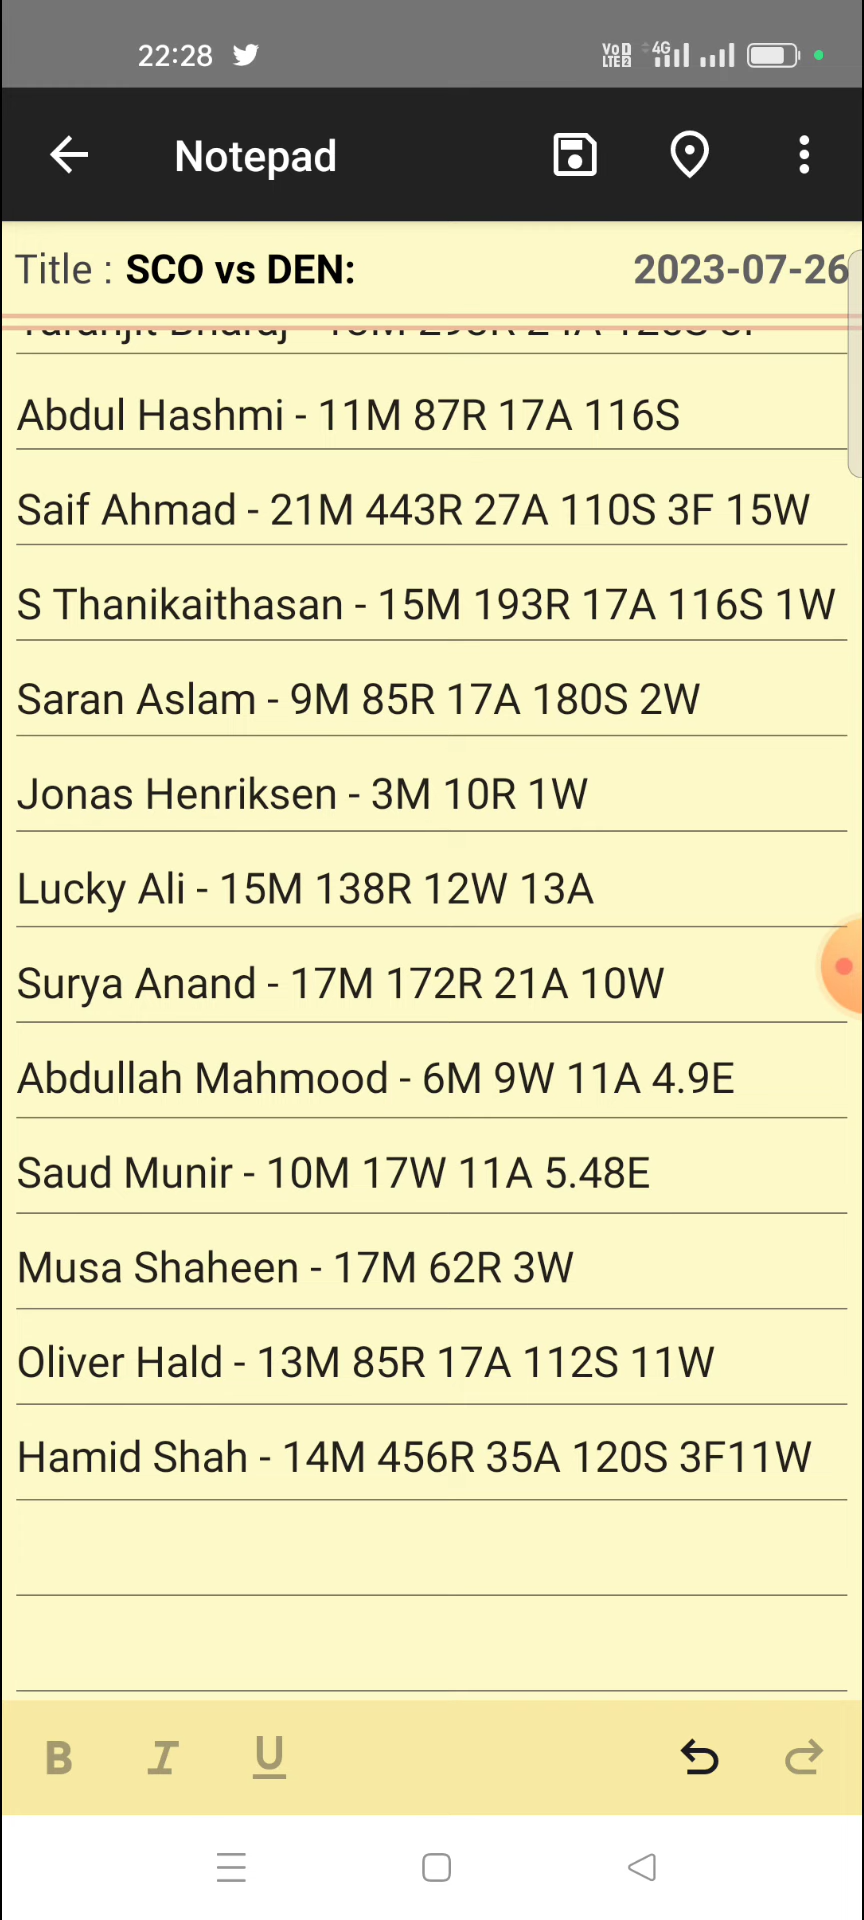 22:28
VoD LTE2 4G
Notepad
Title : SCO vs DEN: 2023-07-26
Abdul Hashmi - 11M 87R 17A 116S
Saif Ahmad - 21M 443R 27A 110S 3F 15W
S Thanikaithasan - 15M 193R 17A 116S 1W
Saran Aslam - 9M 85R 17A 180S 2W
Jonas Henriksen - 3M 10R 1W
Lucky Ali - 15M 138R 12W 13A
Surya Anand - 17M 172R 21A 10W
Abdullah Mahmood - 6M 9W 11A 4.9E
Saud Munir - 10M 17W 11A 5.48E
Musa Shaheen - 17M 62R 3W
Oliver Hald - 13M 85R 17A 112S 11W
Hamid Shah - 14M 456R 35A 120S 3F11W
B I U